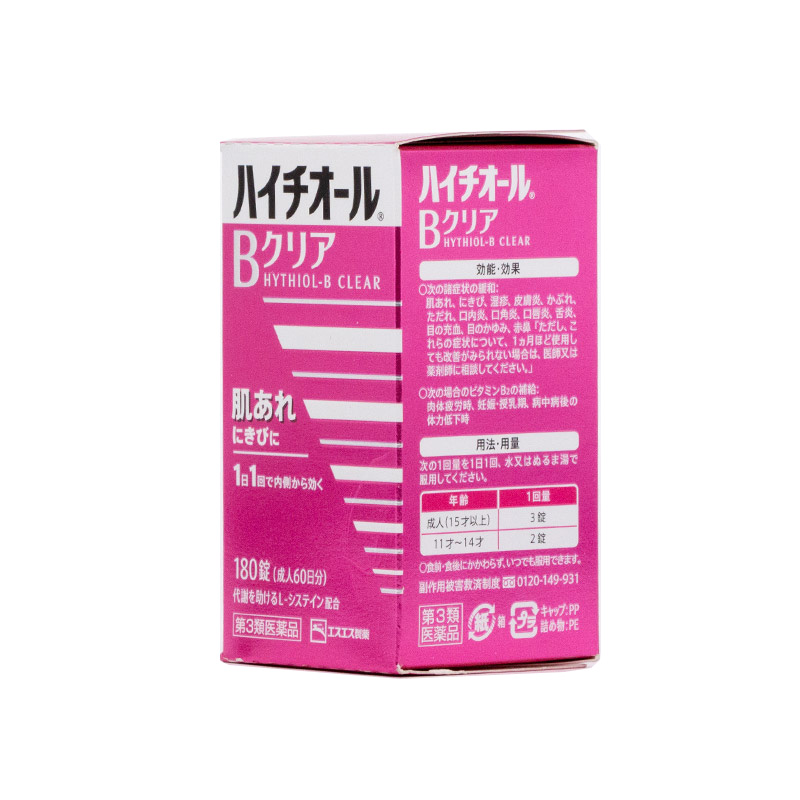 ハイチオール®
Bクリア
HYTHIOL-B CLEAR
肌あれ
にきびに
1日1回で内側から効く
180錠(成人60日分)
代謝を助けるL-システイン配合
第3類医薬品
エスエス製薬
ハイチオール®
Bクリア
HYTHIOL-B CLEAR
効能・効果
○次の諸症状の緩和:
肌あれ、にきび、湿疹、皮膚炎、かぶれ、
ただれ、口内炎、口角炎、口唇炎、舌炎、
目の充血、目のかゆみ、赤鼻「ただし、こ
れらの症状について、1ヵ月ほど使用し
ても改善がみられない場合は、医師又は
薬剤師に相談してください。」
○次の場合のビタミンB₂の補給:
肉体疲労時、妊娠・授乳期、病中病後の
体力低下時
用法・用量
次の1回量を1日1回、水又はぬるま湯で
服用してください。
年齢 1回量
成人(15才以上) 3錠
11才〜14才 2錠
○食前・食後にかかわらず、いつでも服用できます。
副作用被害救済制度 0120-149-931
第3類
医薬品
紙 箱
プラ
キャップ:PP
詰め物:PE